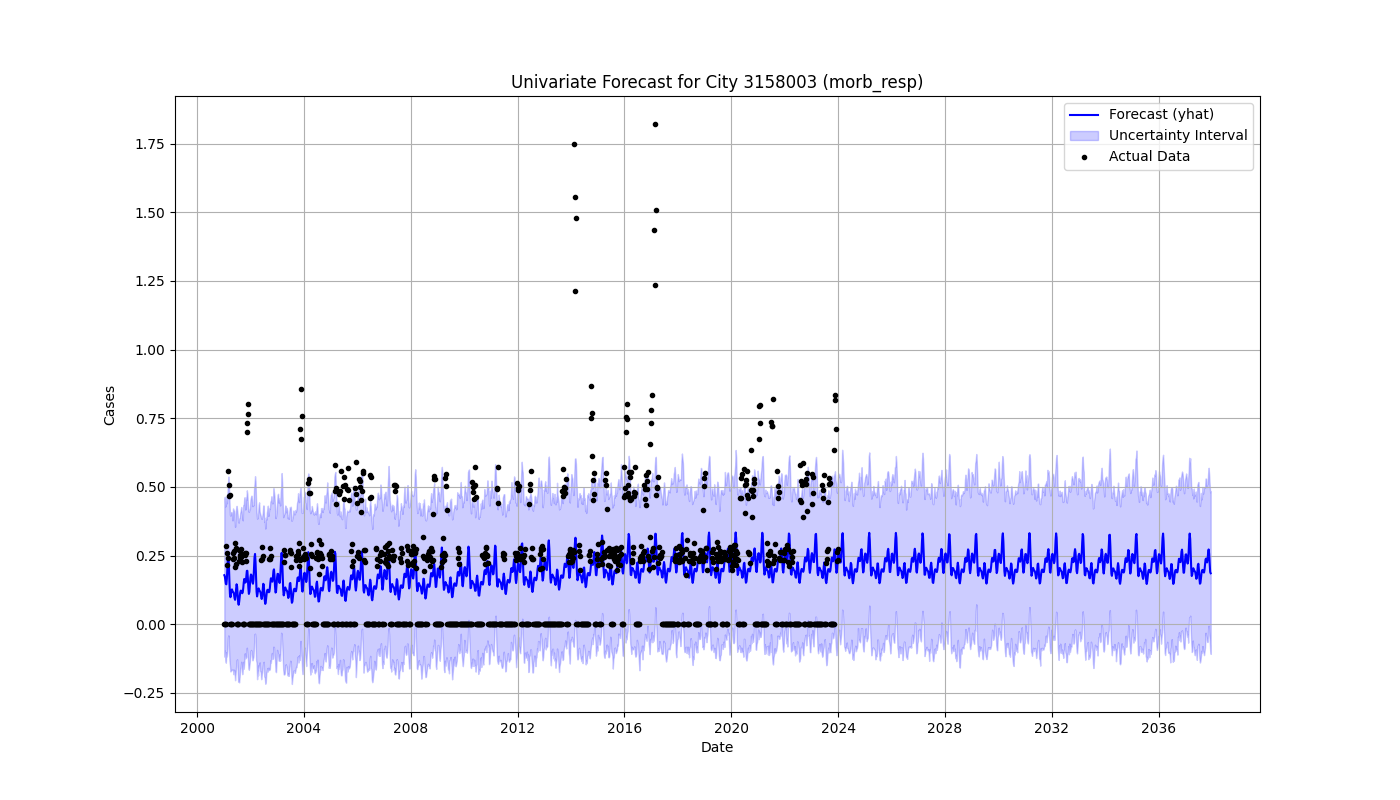 Univariate Forecast for City 3158003 (morb_resp)
Forecast (yhat)
Uncertainty Interval
Actual Data
1.75
1.50
1.25
1.00
0.75
0.50
0.25
0.00
−0.25
Cases
2000 2004 2008 2012 2016 2020 2024 2028 2032 2036
Date